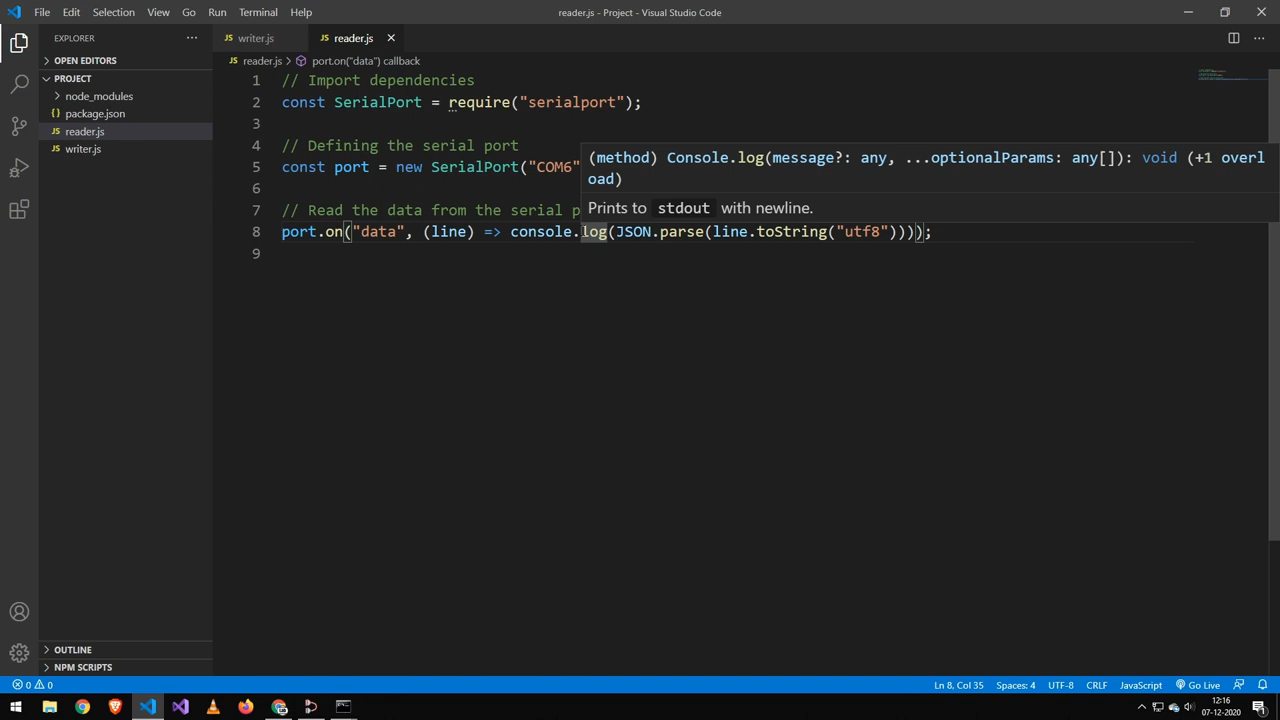 File Edit Selection View Go Run Terminal Help
reader.js - Project - Visual Studio Code
EXPLORER
OPEN EDITORS
PROJECT
node_modules
package.json
reader.js
writer.js
OUTLINE
NPM SCRIPTS
JS writer.js JS reader.js
JS reader.js > port.on("data") callback
1 // Import dependencies
2 const SerialPort = require("serialport");
3
4 // Defining the serial port
5 const port = new SerialPort("COM6"
6
7 // Read the data from the serial p
8 port.on("data", (line) => console.log(JSON.parse(line.toString("utf8"))));
9
(method) Console.log(message?: any, ...optionalParams: any[]): void (+1 overl
oad)
Prints to stdout with newline.
0 0
Ln 8, Col 35 Spaces: 4 UTF-8 CRLF JavaScript Go Live
12:16
07-12-2020